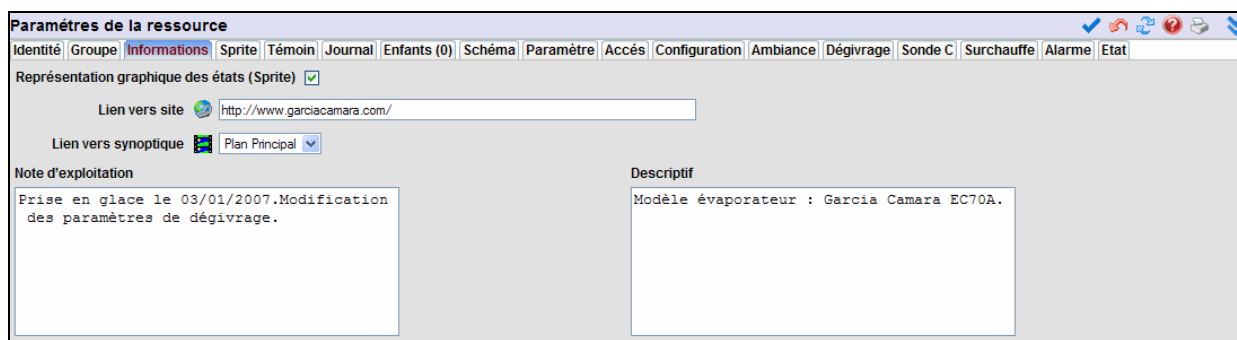 Paramétres de la ressource
Identité Groupe Informations Sprite Témoin Journal Enfants (0) Schéma Paramètre Accés Configuration Ambiance Dégivrage Sonde C Surchauffe Alarme Etat
Représentation graphique des états (Sprite)
Lien vers site http://www.garciacamara.com/
Lien vers synoptique Plan Principal
Note d'exploitation
Prise en glace le 03/01/2007.Modification
des paramètres de dégivrage.
Descriptif
Modèle évaporateur : Garcia Camara EC70A.